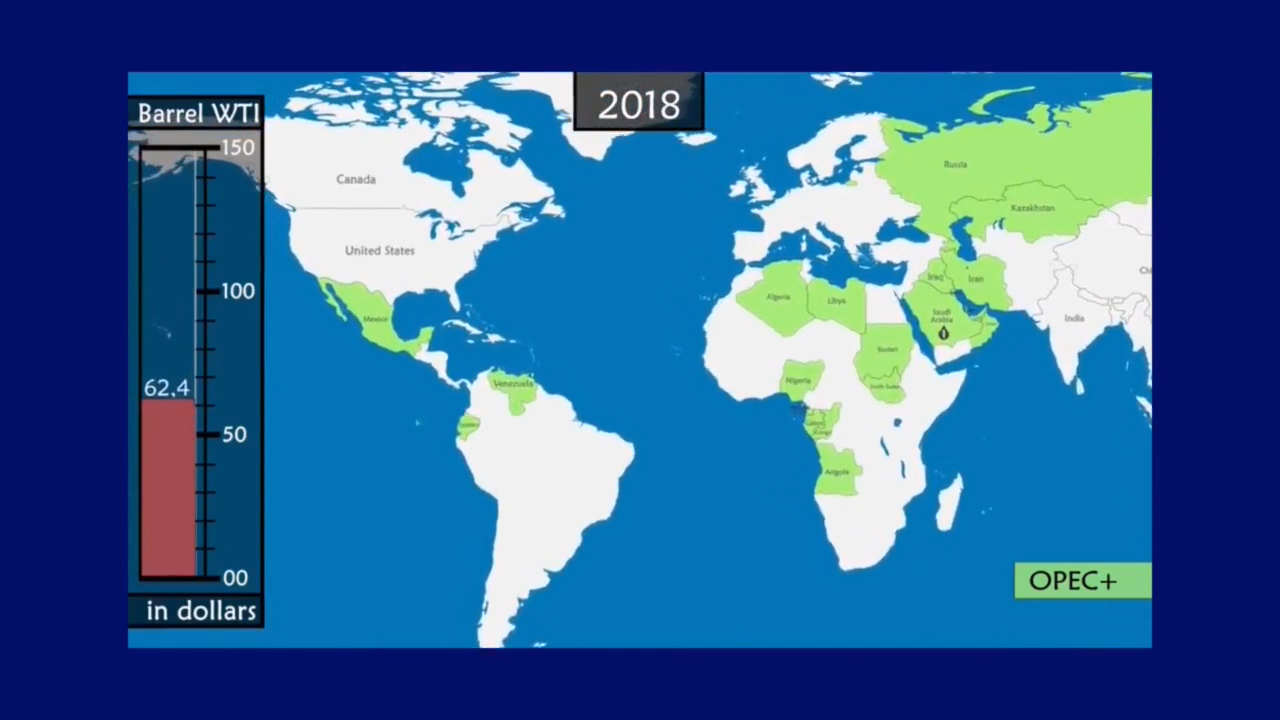 Barrel WTI
2018
150
Russia
Canada
Kazakhstan
United States
Iraq
Iran
100
Algeria
Libya
Saudi
Arabia
Mexico
India
Sudan
Nigeria
Venezuela
62,4
South Sudan
50
Angola
00
OPEC+
in dollars